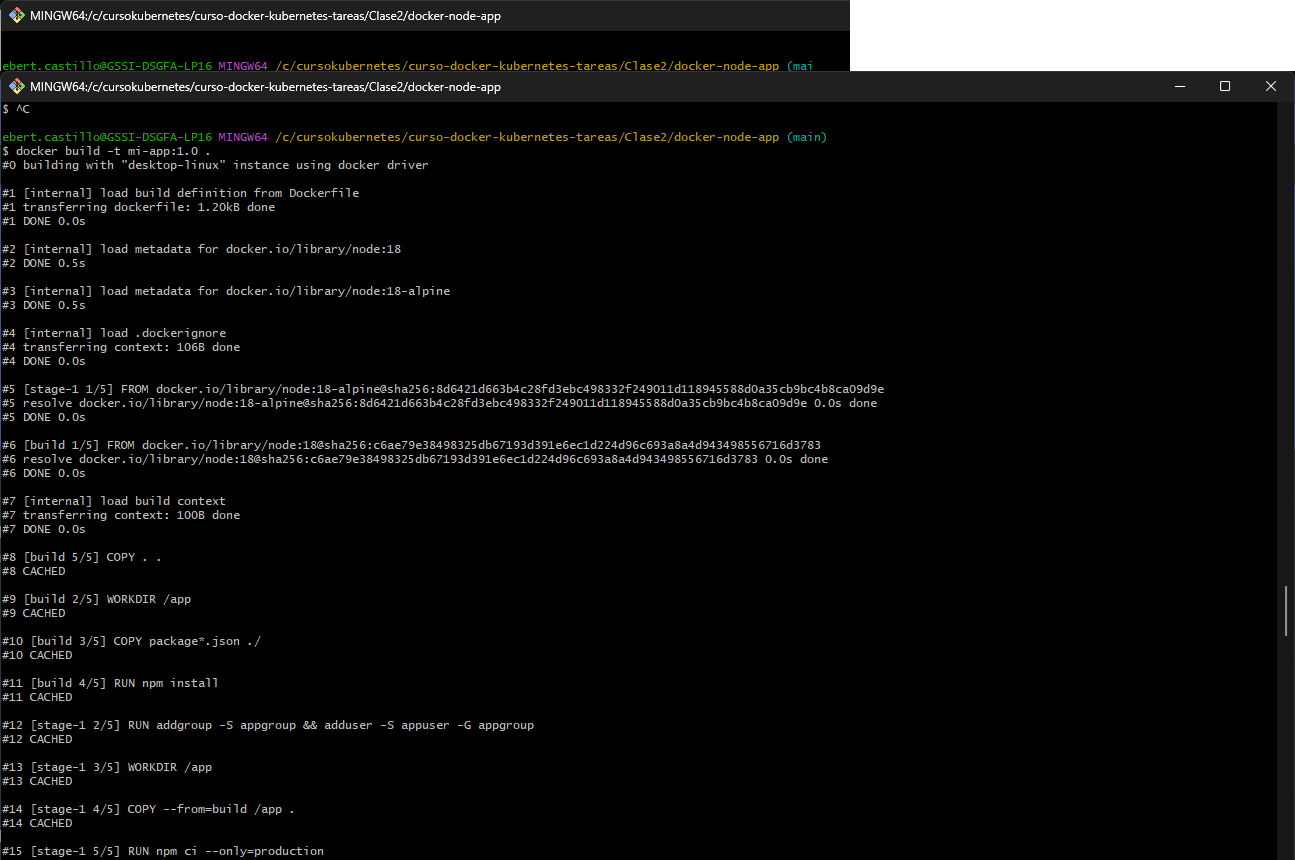 MINGW64:/c/cursokubernetes/curso-docker-kubernetes-tareas/Clase2/docker-node-app
ebert.castillo@GSSI-DSGFA-LP16 MINGW64 /c/cursokubernetes/curso-docker-kubernetes-tareas/Clase2/docker-node-app (mai
MINGW64:/c/cursokubernetes/curso-docker-kubernetes-tareas/Clase2/docker-node-app
$ ^C
ebert.castillo@GSSI-DSGFA-LP16 MINGW64 /c/cursokubernetes/curso-docker-kubernetes-tareas/Clase2/docker-node-app (main)
$ docker build -t mi-app:1.0 .
#0 building with "desktop-linux" instance using docker driver
#1 [internal] load build definition from Dockerfile
#1 transferring dockerfile: 1.20kB done
#1 DONE 0.0s
#2 [internal] load metadata for docker.io/library/node:18
#2 DONE 0.5s
#3 [internal] load metadata for docker.io/library/node:18-alpine
#3 DONE 0.5s
#4 [internal] load .dockerignore
#4 transferring context: 106B done
#4 DONE 0.0s
#5 [stage-1 1/5] FROM docker.io/library/node:18-alpine@sha256:8d6421d663b4c28fd3ebc498332f249011d118945588d0a35cb9bc4b8ca09d9e
#5 resolve docker.io/library/node:18-alpine@sha256:8d6421d663b4c28fd3ebc498332f249011d118945588d0a35cb9bc4b8ca09d9e 0.0s done
#5 DONE 0.0s
#6 [build 1/5] FROM docker.io/library/node:18@sha256:c6ae79e38498325db67193d391e6ec1d224d96c693a8a4d943498556716d3783
#6 resolve docker.io/library/node:18@sha256:c6ae79e38498325db67193d391e6ec1d224d96c693a8a4d943498556716d3783 0.0s done
#6 DONE 0.0s
#7 [internal] load build context
#7 transferring context: 100B done
#7 DONE 0.0s
#8 [build 5/5] COPY . .
#8 CACHED
#9 [build 2/5] WORKDIR /app
#9 CACHED
#10 [build 3/5] COPY package*.json ./
#10 CACHED
#11 [build 4/5] RUN npm install
#11 CACHED
#12 [stage-1 2/5] RUN addgroup -S appgroup && adduser -S appuser -G appgroup
#12 CACHED
#13 [stage-1 3/5] WORKDIR /app
#13 CACHED
#14 [stage-1 4/5] COPY --from=build /app .
#14 CACHED
#15 [stage-1 5/5] RUN npm ci --only=production